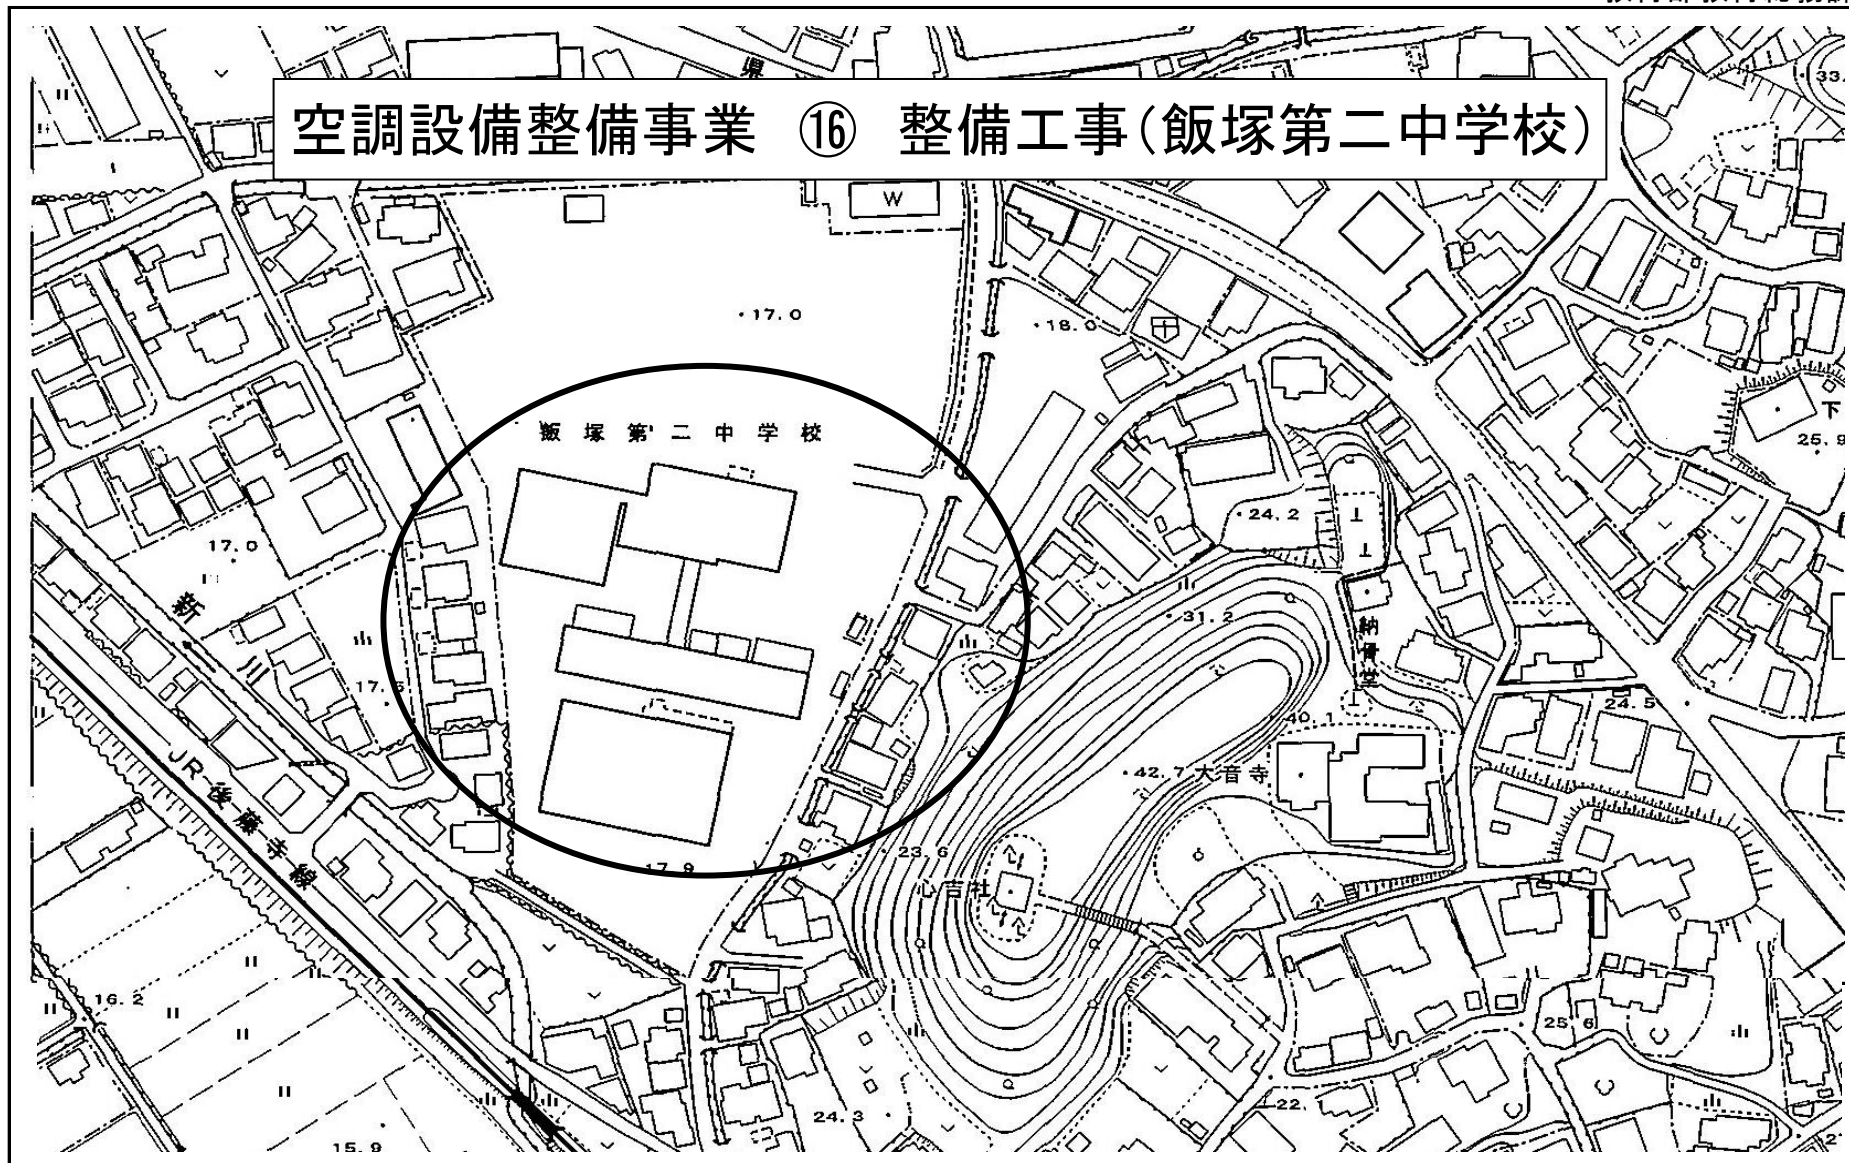 空調設備整備事業 ⑯ 整備工事(飯塚第二中学校)
県
33.
W
・17.0
・18.0
下
25.9
飯塚第二中学校
・24.2
17.0
新川
・31.2
納骨堂
17.5
24.5
40.1
JR後藤寺線
・42.7
大音寺
・23.6
17.9
心吉社
16.2
25.6
24.3
22.1
15.9